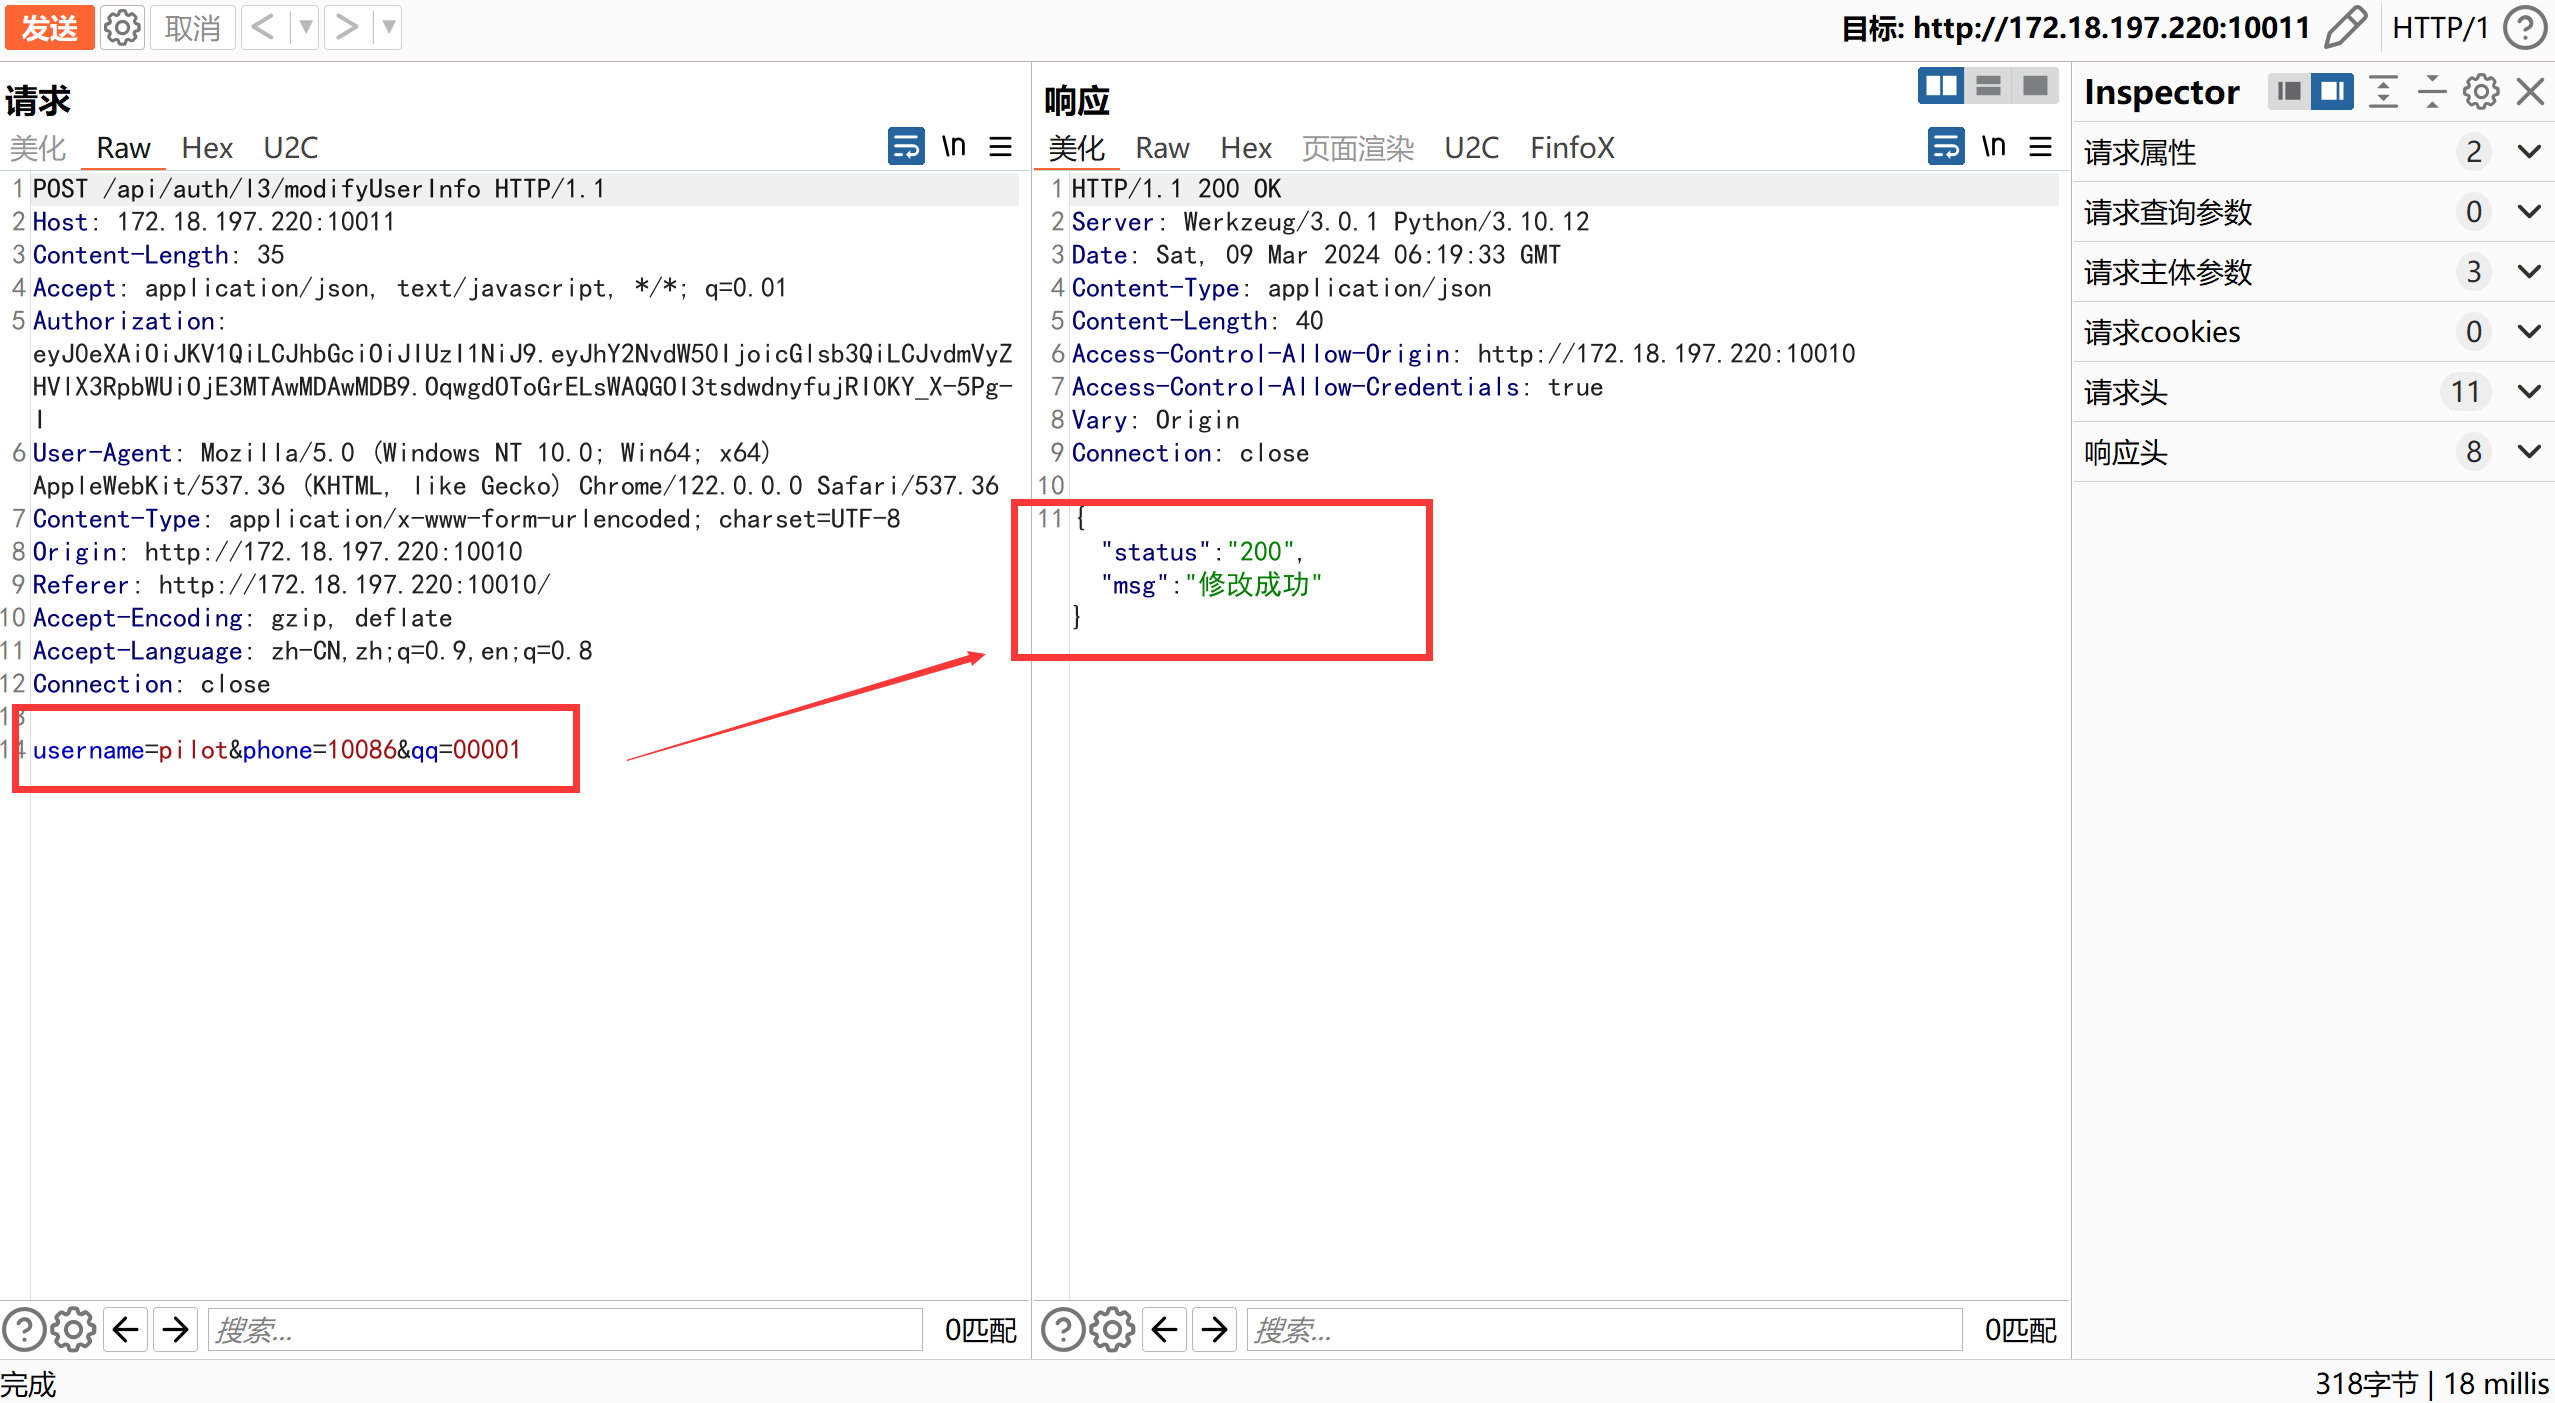 发送 取消 目标: http://172.18.197.220:10011 HTTP/1
请求
美化 Raw Hex U2C \n
1 POST /api/auth/l3/modifyUserInfo HTTP/1.1
2 Host: 172.18.197.220:10011
3 Content-Length: 35
4 Accept: application/json, text/javascript, */*; q=0.01
5 Authorization:
eyJ0eXAiOiJKV1QiLCJhbGciOiJIUzI1NiJ9.eyJhY2NvdW50IjoicGlsb3QiLCJvdmVyZ
HVlX3RpbWUiOjE3MTAwMDAwMDB9.OqwgdOToGrELsWAQGOl3tsdwdnyfujRl0KY_X-5Pg-
I
6 User-Agent: Mozilla/5.0 (Windows NT 10.0; Win64; x64)
AppleWebKit/537.36 (KHTML, like Gecko) Chrome/122.0.0.0 Safari/537.36
7 Content-Type: application/x-www-form-urlencoded; charset=UTF-8
8 Origin: http://172.18.197.220:10010
9 Referer: http://172.18.197.220:10010/
10 Accept-Encoding: gzip, deflate
11 Accept-Language: zh-CN,zh;q=0.9,en;q=0.8
12 Connection: close
13
14 username=pilot&phone=10086&qq=00001
搜索... 0匹配
响应
美化 Raw Hex 页面渲染 U2C FinfoX \n
1 HTTP/1.1 200 OK
2 Server: Werkzeug/3.0.1 Python/3.10.12
3 Date: Sat, 09 Mar 2024 06:19:33 GMT
4 Content-Type: application/json
5 Content-Length: 40
6 Access-Control-Allow-Origin: http://172.18.197.220:10010
7 Access-Control-Allow-Credentials: true
8 Vary: Origin
9 Connection: close
10
11 {
"status":"200",
"msg":"修改成功"
}
搜索... 0匹配
Inspector
请求属性 2
请求查询参数 0
请求主体参数 3
请求cookies 0
请求头 11
响应头 8
完成 318字节 | 18 millis